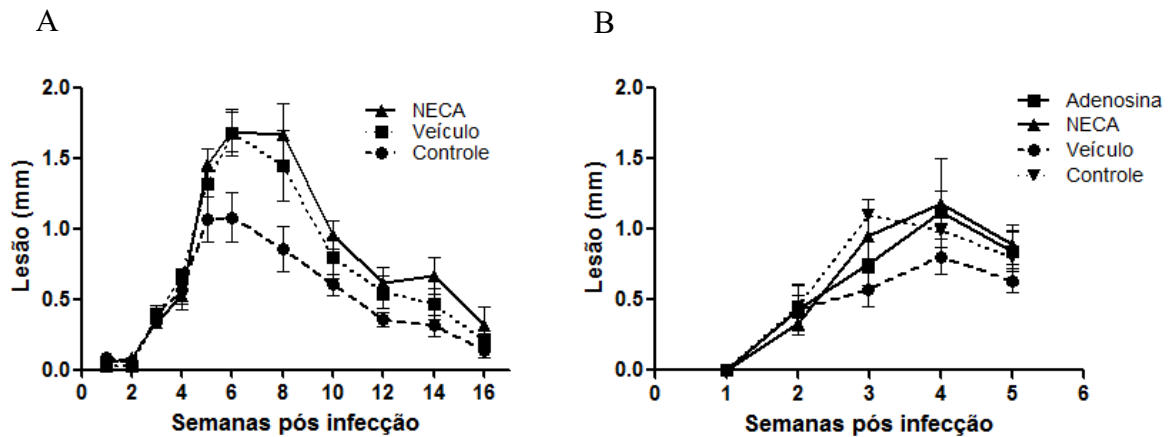 A
B
2.0
1.5
1.0
0.5
0.0
Lesão (mm)
0 2 4 6 8 10 12 14 16
Semanas pós infecção
NECA
Veículo
Controle
2.0
1.5
1.0
0.5
0.0
Lesão (mm)
0 1 2 3 4 5 6
Semanas pós infecção
Adenosina
NECA
Veículo
Controle